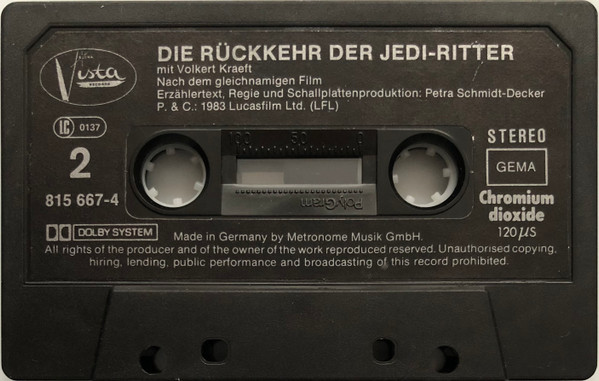 Vista
DIE RÜCKKEHR DER JEDI-RITTER
mit Volkert Kraeft
Nach dem gleichnamigen Film
Erzählertext, Regie und Schallplattenproduktion: Petra Schmidt-Decker
P. & C.: 1983 Lucasfilm Ltd. (LFL)
LC 0137
2
815 667-4
100 50 0
PolyGram
STEREO
GEMA
Chromium
dioxide
120 µS
DOLBY SYSTEM
Made in Germany by Metronome Musik GmbH.
All rights of the producer and of the owner of the work reproduced reserved. Unauthorised copying,
hiring, lending, public performance and broadcasting of this record prohibited.